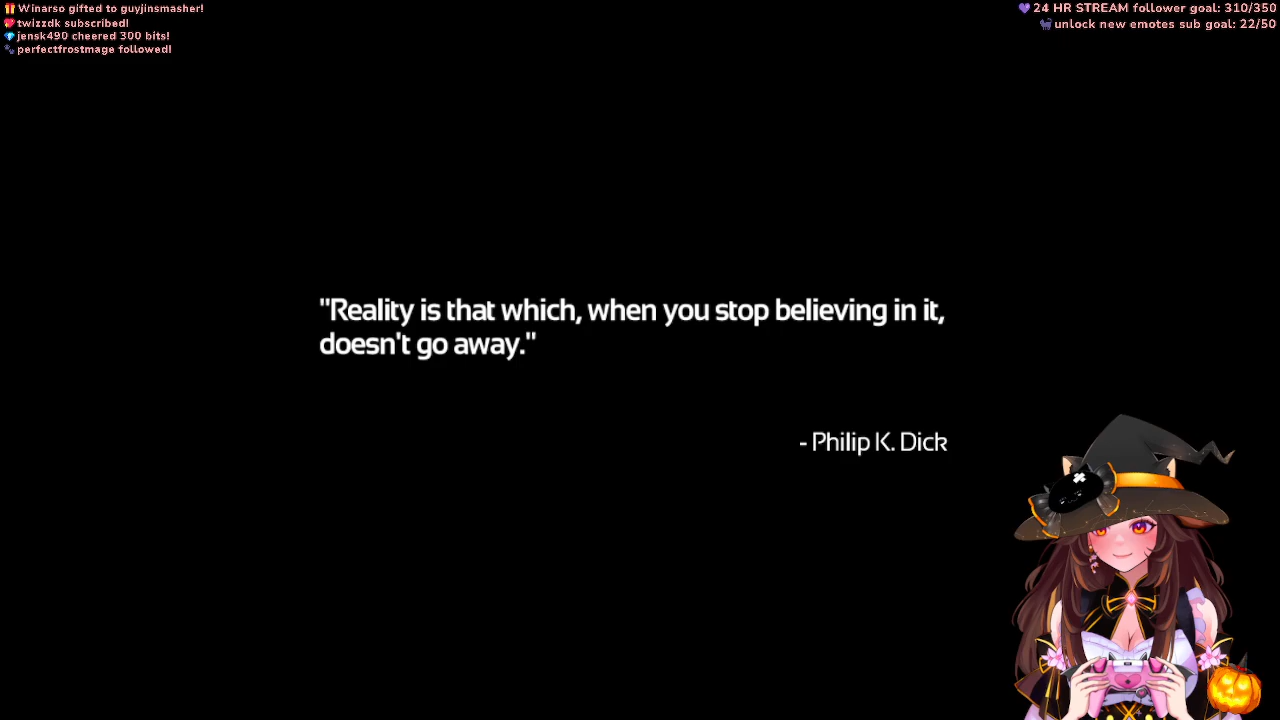 Winarso gifted to guyjinsmasher!
twizzdk subscribed!
jensk490 cheered 300 bits!
perfectfrostmage followed!
24 HR STREAM follower goal: 310/350
unlock new emotes sub goal: 22/50
"Reality is that which, when you stop believing in it,
doesn't go away."
- Philip K. Dick